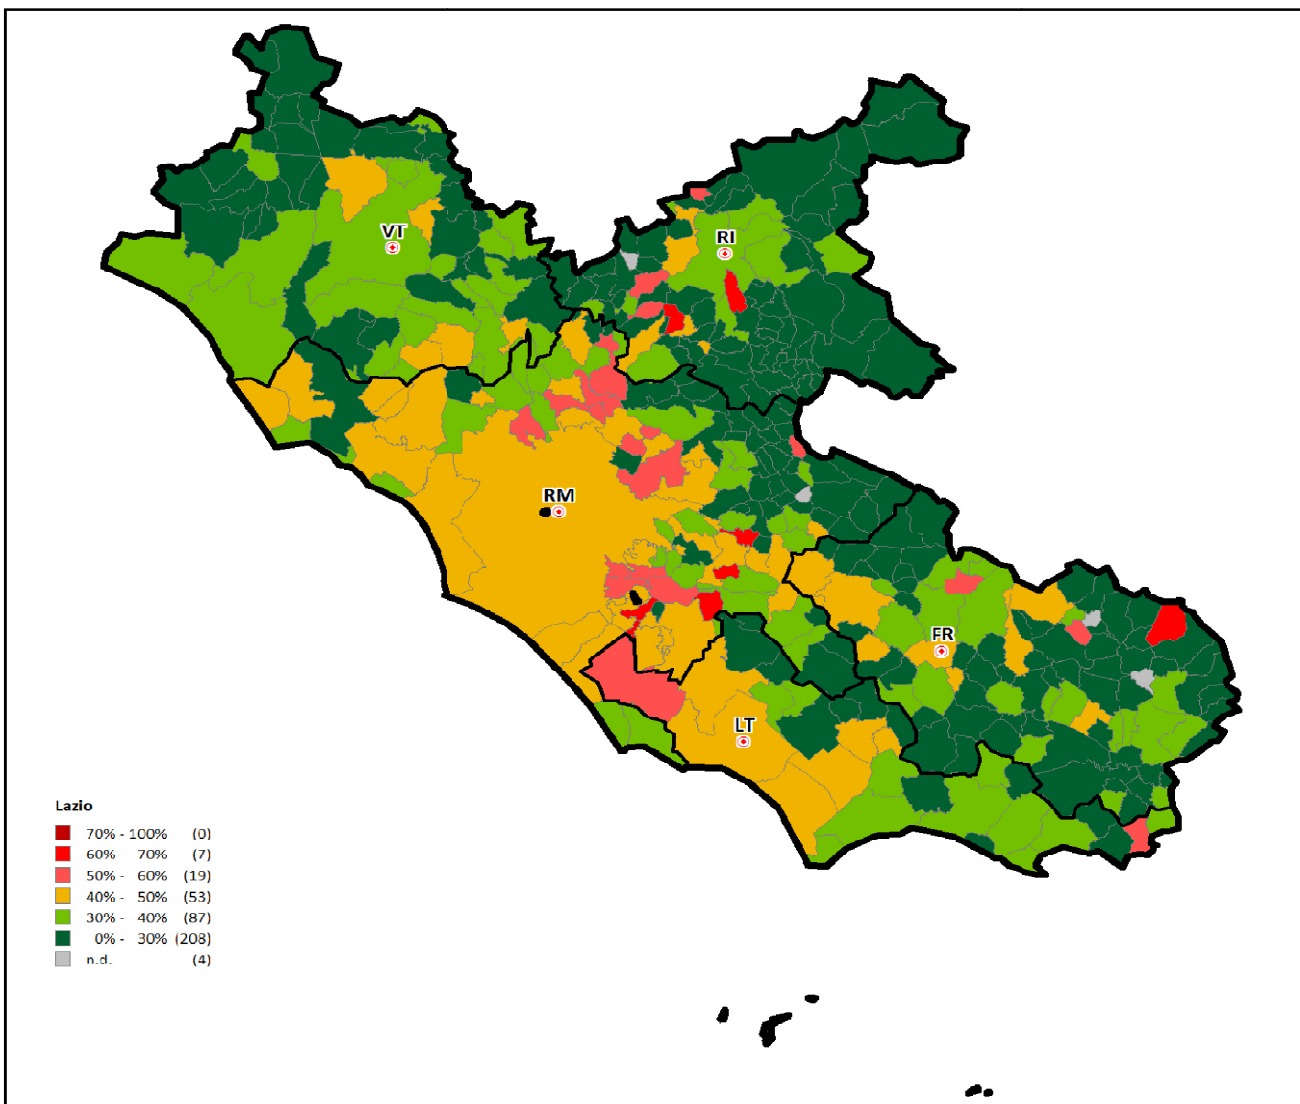 VT
RI
RM
FR
LT
Lazio
70% - 100% (0)
60% 70% (7)
50% - 60% (19)
40% - 50% (53)
30% - 40% (87)
0% - 30% (208)
n.d. (4)